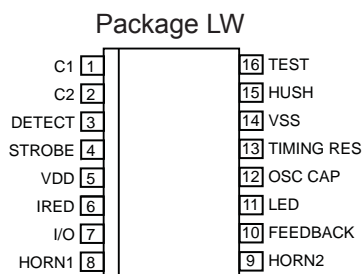 Package LW
C1 1 16 TEST
C2 2 15 HUSH
DETECT 3 14 VSS
STROBE 4 13 TIMING RES
VDD 5 12 OSC CAP
IRED 6 11 LED
I/O 7 10 FEEDBACK
HORN1 8 9 HORN2